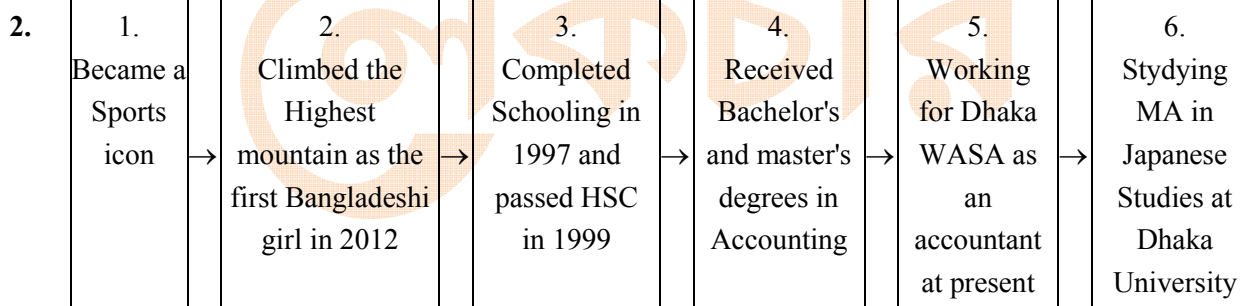 2.
1.
Became a
Sports
icon
→
2.
Climbed the
Highest
mountain as the
first Bangladeshi
girl in 2012
→
3.
Completed
Schooling in
1997 and
passed HSC
in 1999
→
4.
Received
Bachelor's
and master's
degrees in
Accounting
→
5.
Working
for Dhaka
WASA as
an
accountant
at present
→
6.
Stydying
MA in
Japanese
Studies at
Dhaka
University